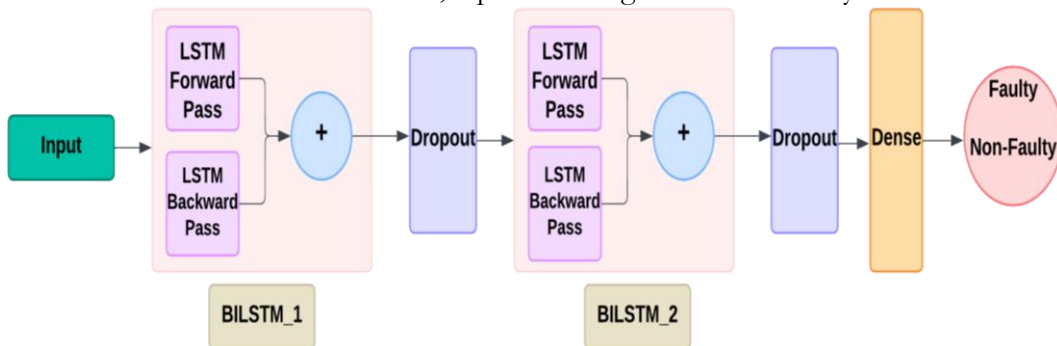 Input
LSTM
Forward
Pass
LSTM
Backward
Pass
+
Dropout
LSTM
Forward
Pass
LSTM
Backward
Pass
+
Dropout
Dense
Faulty
Non-Faulty
BILSTM_1
BILSTM_2